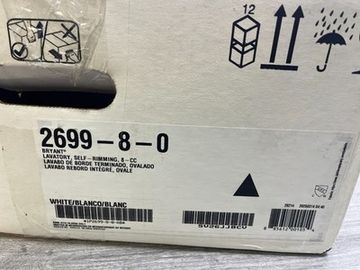 12
2699-8-0
BRYANT®
LAVATORY, SELF-RIMMING, 8-CC
LAVABO DE BORDE TERMINADO, OVALADO
LAVABO REBORD INTEGRE, OVALE
WHITE/BLANCO/BLANC